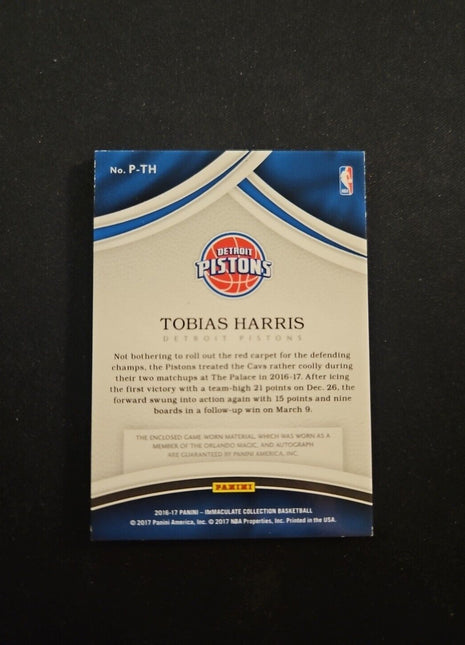 No. P-TH
NBA
DETROIT
PISTONS
TOBIAS HARRIS
DETROIT PISTONS
Not bothering to roll out the red carpet for the defending
champs, the Pistons treated the Cavs rather coolly during
their two matchups at The Palace in 2016-17. After icing
the first victory with a team-high 21 points on Dec. 26, the
forward swung into action again with 15 points and nine
boards in a follow-up win on March 9.
THE ENCLOSED GAME WORN MATERIAL, WHICH WAS WORN AS A
MEMBER OF THE ORLANDO MAGIC, AND AUTOGRAPH
ARE GUARANTEED BY PANINI AMERICA, INC.
PANINI
2016-17 PANINI – IMMACULATE COLLECTION BASKETBALL
© 2017 Panini America, Inc. © 2017 NBA Properties, Inc. Printed in the USA.